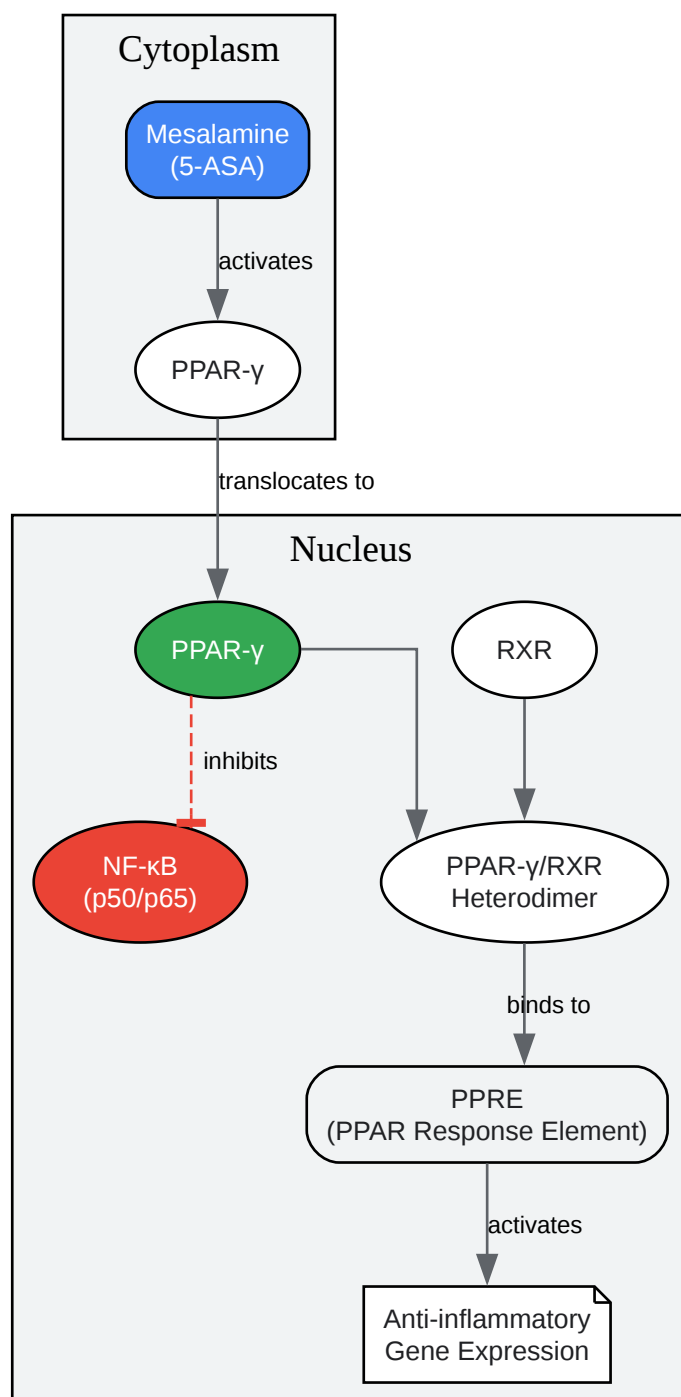 Cytoplasm
Mesalamine
(5-ASA)
activates
PPAR-γ
translocates to
Nucleus
PPAR-γ
RXR
inhibits
NF-κB
(p50/p65)
PPAR-γ/RXR
Heterodimer
binds to
PPRE
(PPAR Response Element)
activates
Anti-inflammatory
Gene Expression